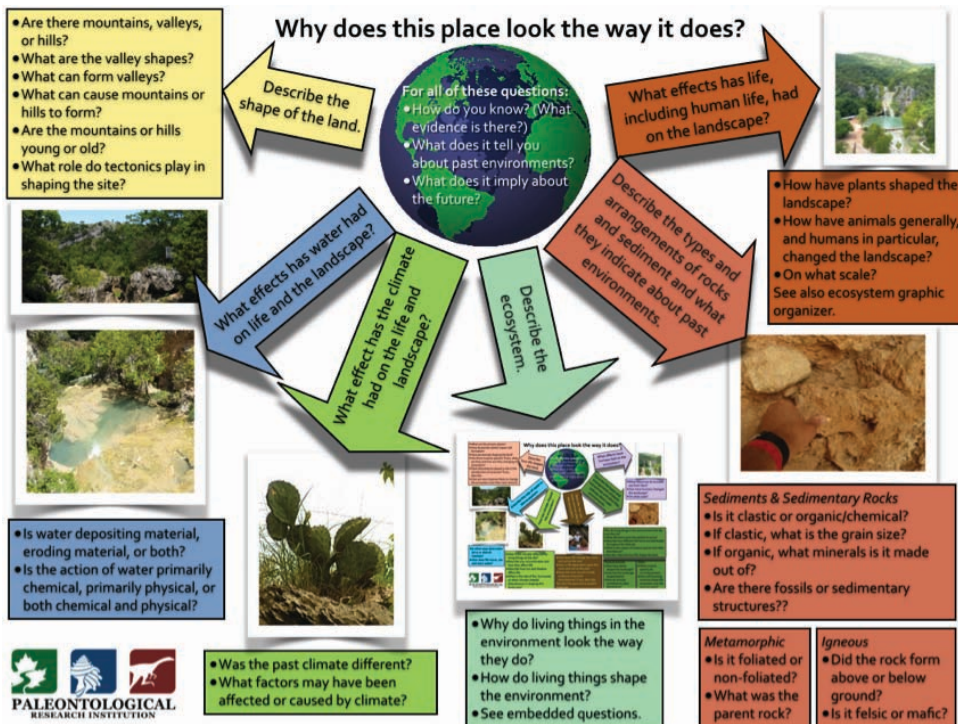 Why does this place look the way it does?
•Are there mountains, valleys,
or hills?
•What are the valley shapes?
•What can form valleys?
•What can cause mountains or
hills to form?
•Are the mountains or hills
young or old?
•What role do tectonics play in
shaping the site?
Describe the
shape of the land.
For all of these questions:
•How do you know? (What
evidence is there?)
•What does it tell you
about past environments?
•What does it imply about
the future?
What effects has life,
including human life, had
on the landscape?
•How have plants shaped the
landscape?
•How have animals generally,
and humans in particular,
changed the landscape?
•On what scale?
See also ecosystem graphic
organizer.
What effects has water had
on life and the landscape?
What effect has the climate
had on the life and
landscape?
Describe the
ecosystem.
Describe the types and
arrangements of rocks
and sediment and what
they indicate about past
environments.
•Is water depositing material,
eroding material, or both?
•Is the action of water primarily
chemical, primarily physical, or
both chemical and physical?
•Was the past climate different?
•What factors may have been
affected or caused by climate?
Why does this place look the way it does?
•Why do living things in the
environment look the way
they do?
•How do living things shape
the environment?
•See embedded questions.
Sediments & Sedimentary Rocks
•Is it clastic or organic/chemical?
•If clastic, what is the grain size?
•If organic, what minerals is it made
out of?
•Are there fossils or sedimentary
structures??
Metamorphic
•Is it foliated or
non-foliated?
•What was the
parent rock?
Igneous
•Did the rock form
above or below
ground?
•Is it felsic or mafic?
PALEONTOLOGICAL
RESEARCH INSTITUTION